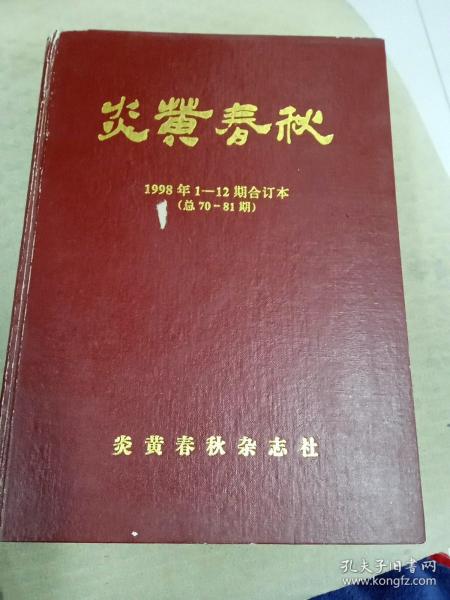 炎黄春秋
1998年1—12期合订本
(总70-81期)
炎黄春秋杂志社
孔夫子旧书网
www.kongfz.com